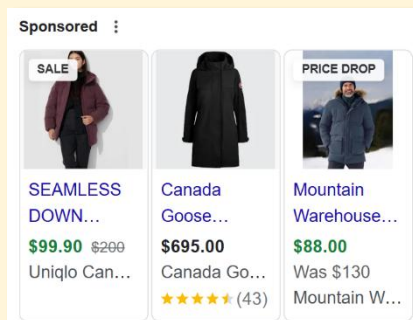 Sponsored
SALE
SEAMLESS
DOWN...
$99.90 $200
Uniqlo Can...
Canada
Goose...
$695.00
Canada Go...
(43)
PRICE DROP
Mountain
Warehouse...
$88.00
Was $130
Mountain W...